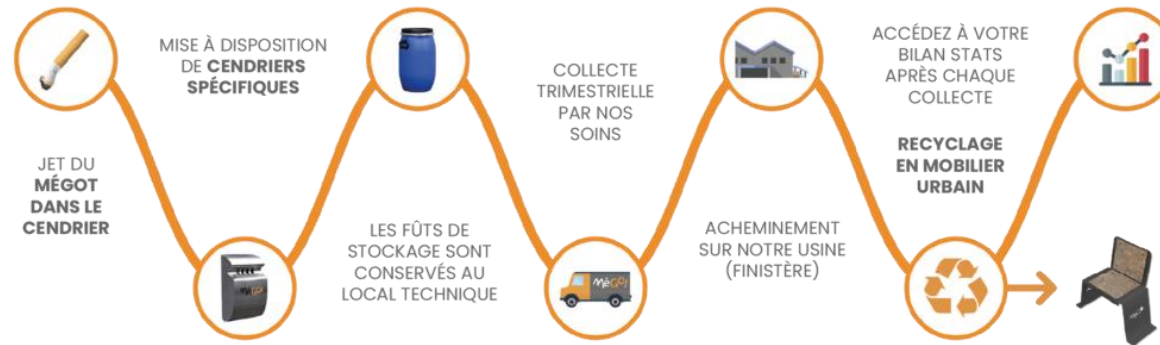 JET DU
MÉGOT
DANS LE
CENDRIER
MISE À DISPOSITION
DE CENDRIERS
SPÉCIFIQUES
MéGO!
LES FÛTS DE
STOCKAGE SONT
CONSERVÉS AU
LOCAL TECHNIQUE
COLLECTE
TRIMESTRIELLE
PAR NOS
SOINS
MéGO!
ACHEMINEMENT
SUR NOTRE USINE
(FINISTÈRE)
ACCÉDEZ À VOTRE
BILAN STATS
APRÈS CHAQUE
COLLECTE
RECYCLAGE
EN MOBILIER
URBAIN